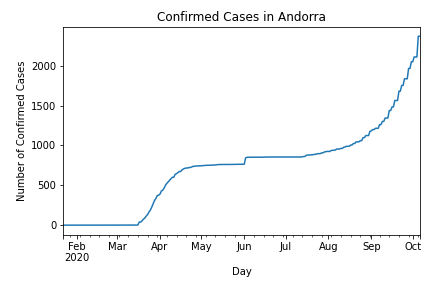 Confirmed Cases in Andorra
Number of Confirmed Cases
2000
1500
1000
500
0
Feb Mar Apr May Jun Jul Aug Sep Oct
2020
Day